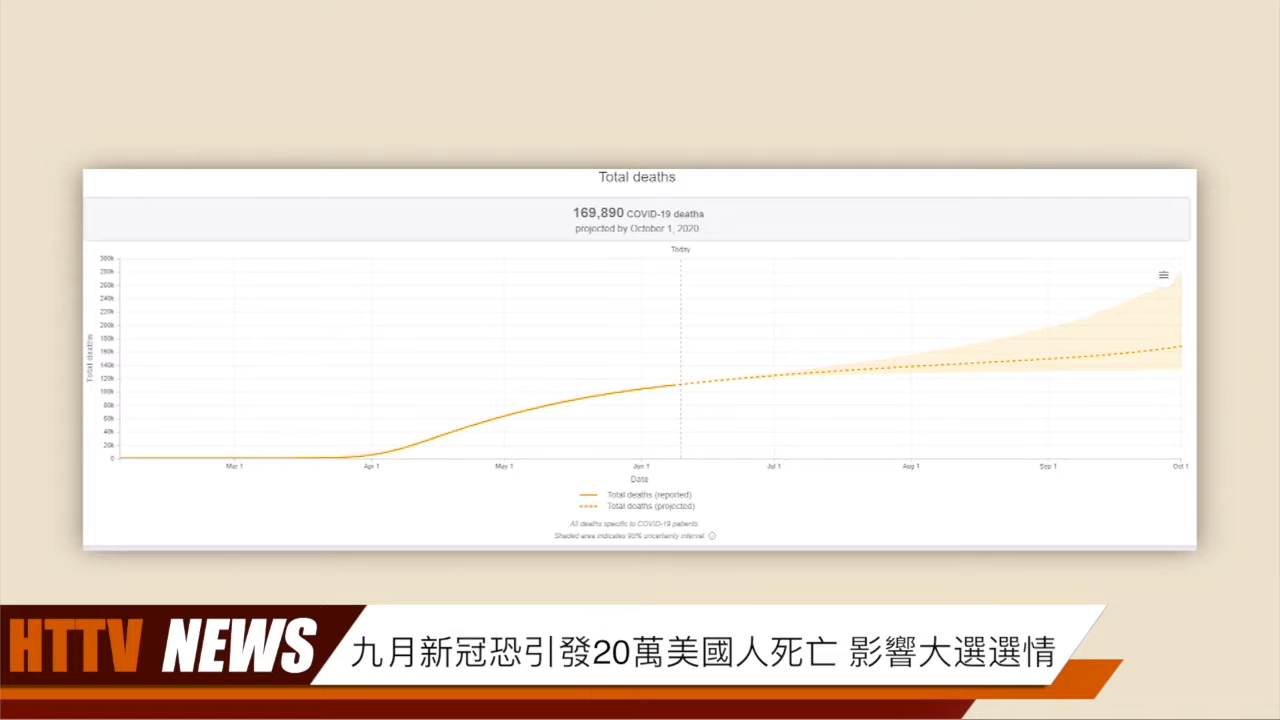 Total deaths
169,890 COVID-19 deaths
projected by October 1, 2020
Today
300k
280k
260k
240k
220k
200k
180k
160k
140k
120k
100k
80k
60k
40k
20k
0
Total deaths
Mar 1
Apr 1
May 1
Jun 1
Jul 1
Aug 1
Sep 1
Oct 1
Date
Total deaths (reported)
Total deaths (projected)
All deaths specific to COVID-19 patients.
Shaded area indicates 95% uncertainty interval.
HTTV NEWS
九月新冠恐引發20萬美國人死亡 影響大選選情